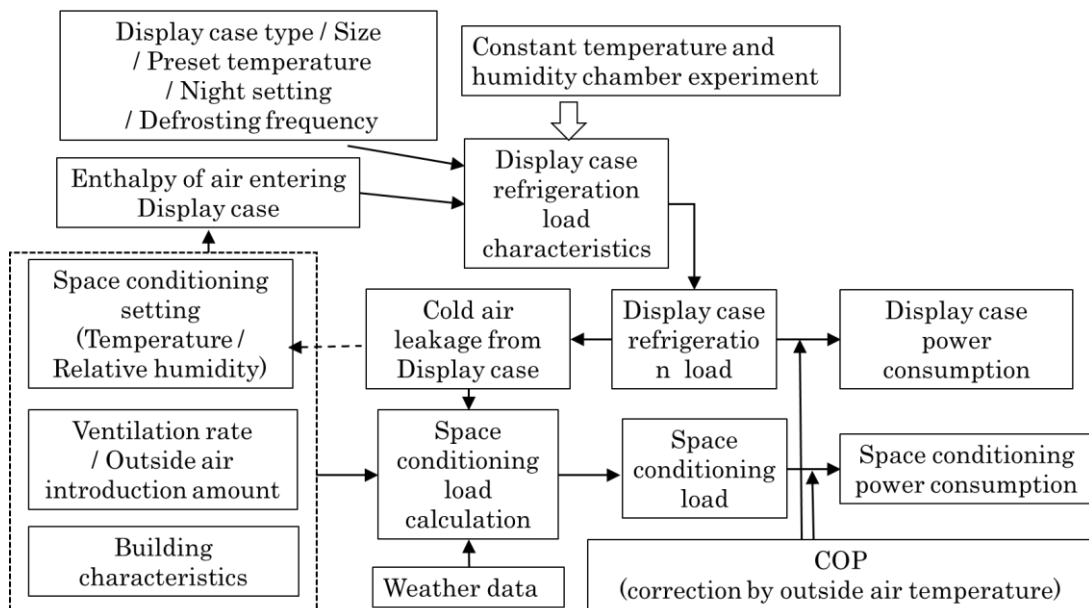 Display case type / Size
/ Preset temperature
/ Night setting
/ Defrosting frequency
Constant temperature and
humidity chamber experiment
Enthalpy of air entering
Display case
Display case
refrigeration
load
characteristics
Space conditioning
setting
(Temperature /
Relative humidity)
Cold air
leakage from
Display case
Display case
refrigeratio
n load
Display case
power
consumption
Ventilation rate
/ Outside air
introduction amount
Space
conditioning
load
calculation
Space
conditioning
load
Space conditioning
power consumption
Building
characteristics
Weather data
COP
(correction by outside air temperature)